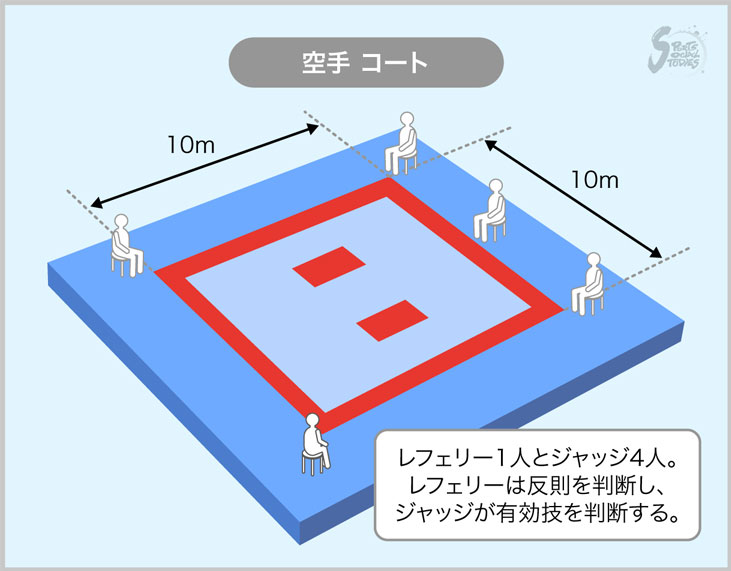 空手 コート
SPORTS
SOCIAL
STUDIES
10m
10m
レフェリー1人とジャッジ4人。
レフェリーは反則を判断し、
ジャッジが有効技を判断する。